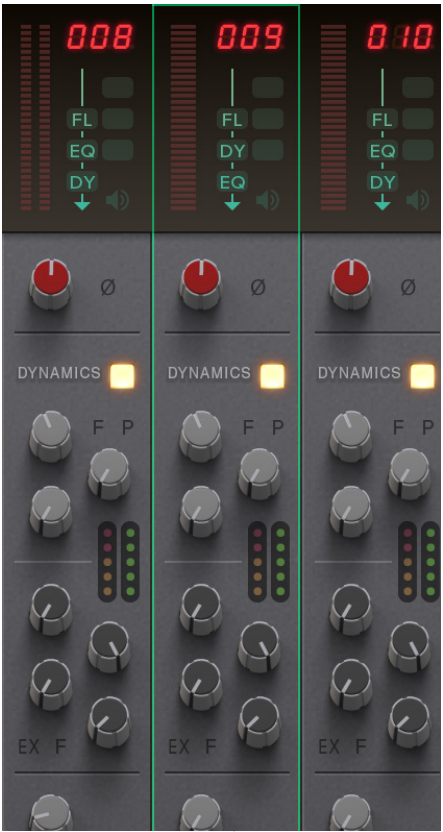 008 009 010
FL FL FL
EQ DY EQ
DY EQ DY
Ø Ø Ø
DYNAMICS DYNAMICS DYNAMICS
F P F P F P
EX F EX F EX F